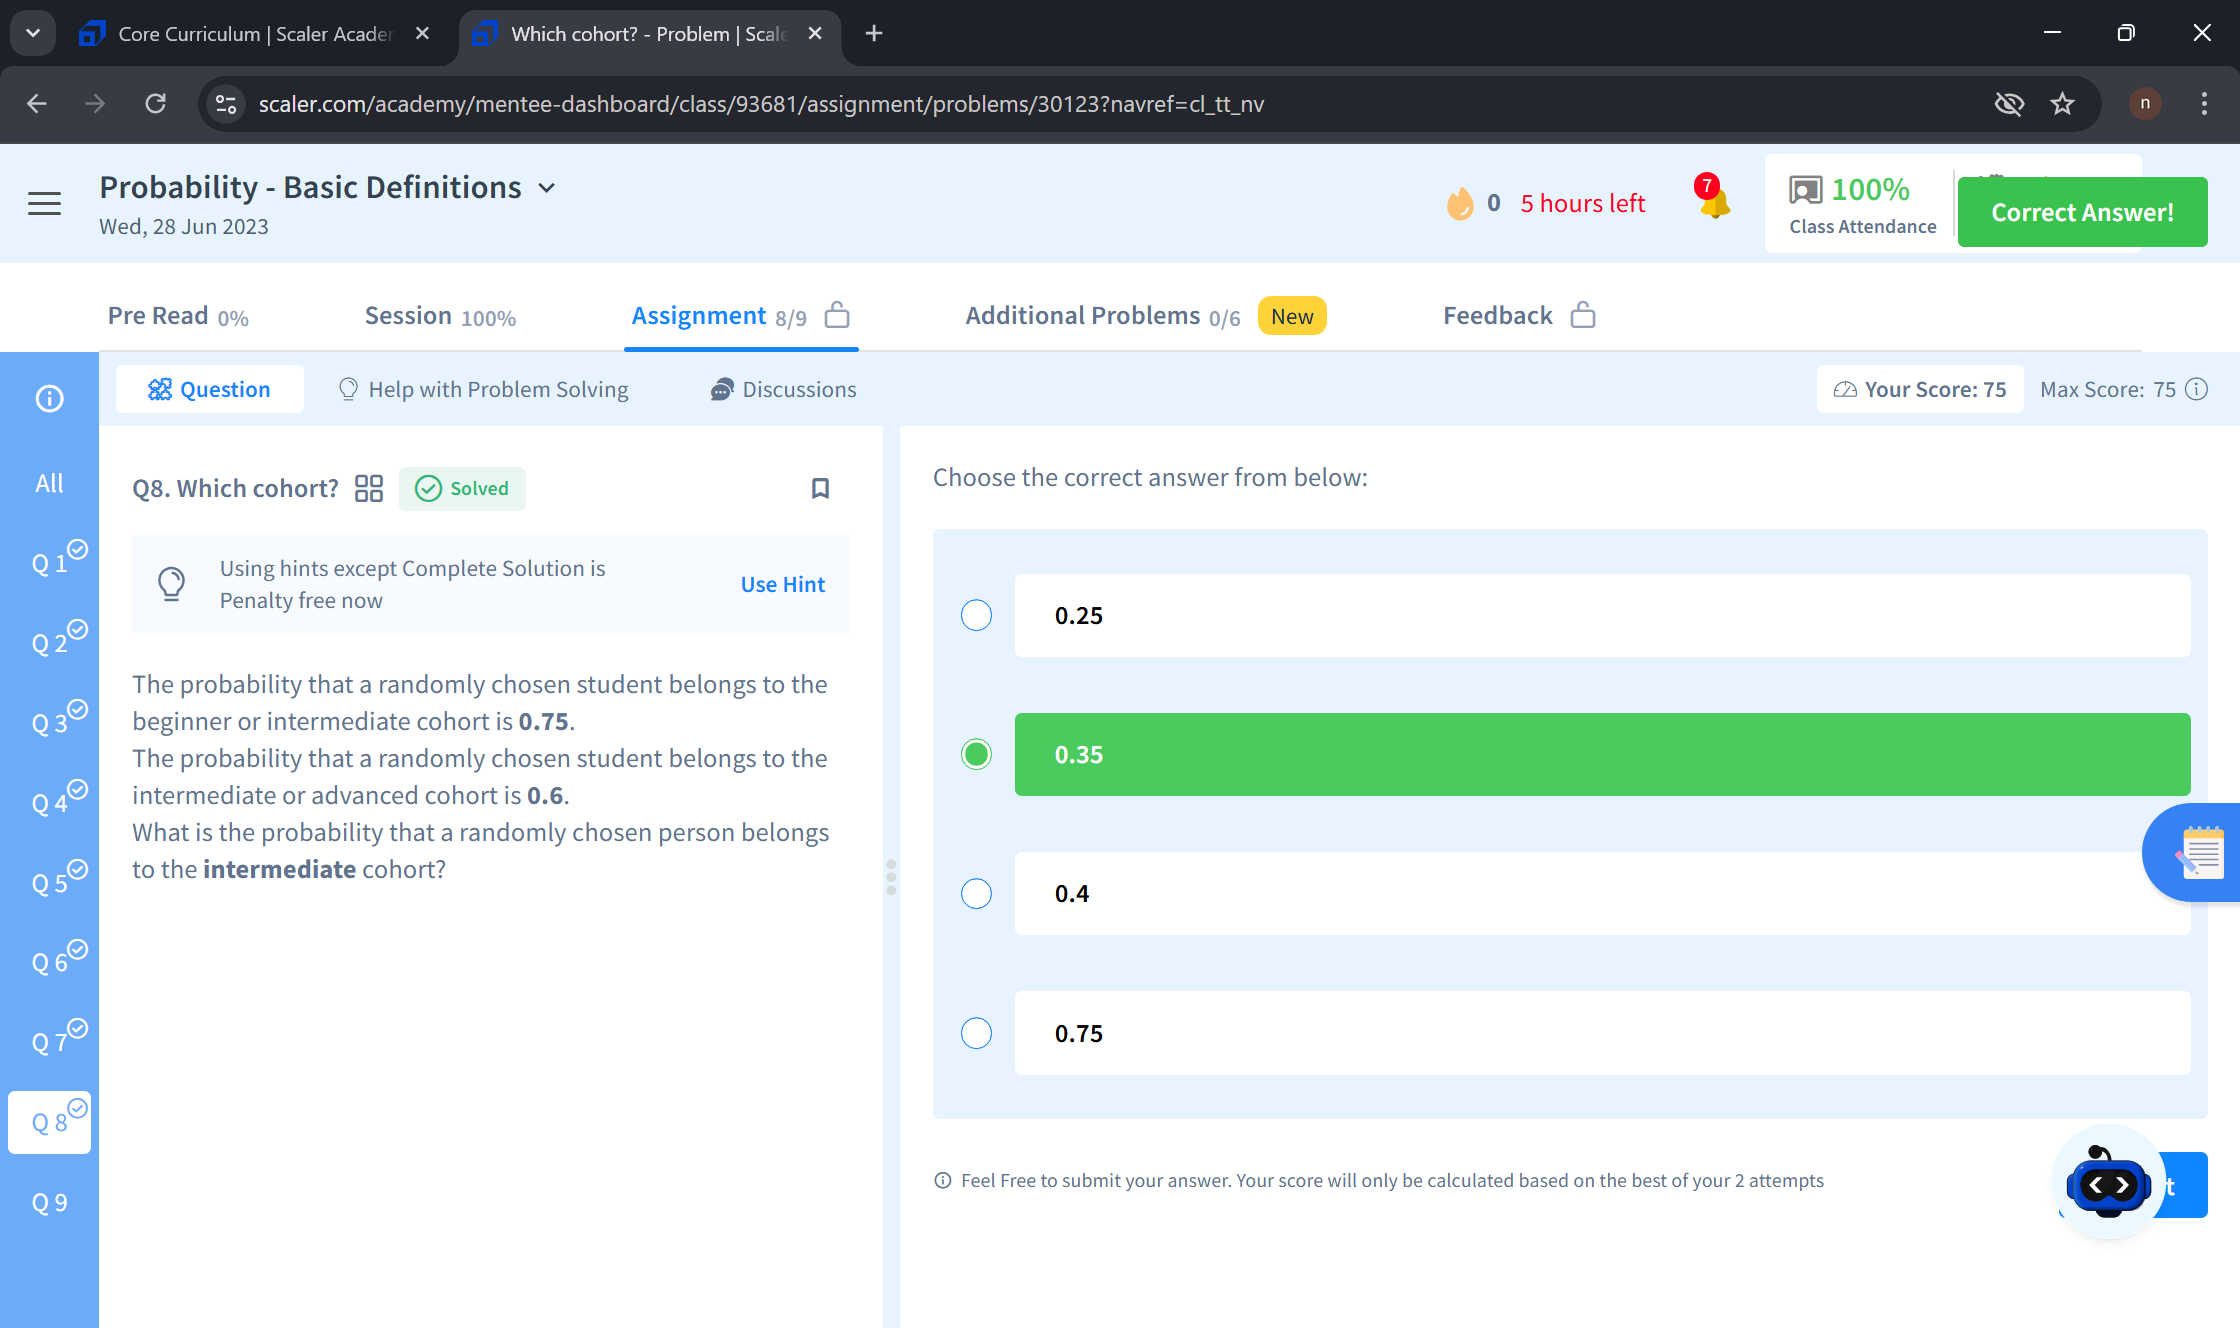 Core Curriculum | Scaler Acader
Which cohort? - Problem | Scale
scaler.com/academy/mentee-dashboard/class/93681/assignment/problems/30123?navref=cl_tt_nv
n
Probability - Basic Definitions
Wed, 28 Jun 2023
0
5 hours left
7
100%
Class Attendance
Correct Answer!
Pre Read 0%
Session 100%
Assignment 8/9
Additional Problems 0/6 New
Feedback
Question
Help with Problem Solving
Discussions
Your Score: 75
Max Score: 75
All
Q 1
Q 2
Q 3
Q 4
Q 5
Q 6
Q 7
Q 8
Q 9
Q8. Which cohort?
Solved
Using hints except Complete Solution is
Penalty free now
Use Hint
The probability that a randomly chosen student belongs to the
beginner or intermediate cohort is 0.75.
The probability that a randomly chosen student belongs to the
intermediate or advanced cohort is 0.6.
What is the probability that a randomly chosen person belongs
to the intermediate cohort?
Choose the correct answer from below:
0.25
0.35
0.4
0.75
Feel Free to submit your answer. Your score will only be calculated based on the best of your 2 attempts
t